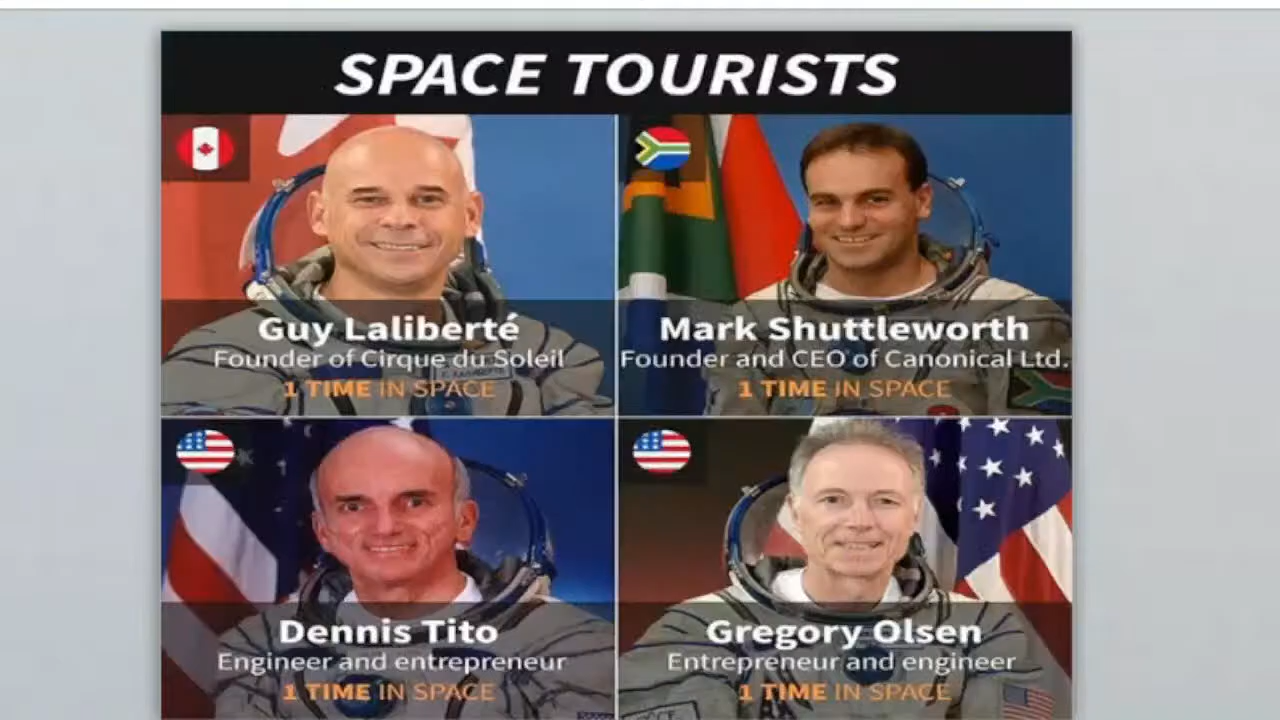 SPACE TOURISTS
Guy Laliberté
Founder of Cirque du Soleil
1 TIME IN SPACE
Mark Shuttleworth
Founder and CEO of Canonical Ltd.
1 TIME IN SPACE
Dennis Tito
Engineer and entrepreneur
1 TIME IN SPACE
Gregory Olsen
Entrepreneur and engineer
1 TIME IN SPACE